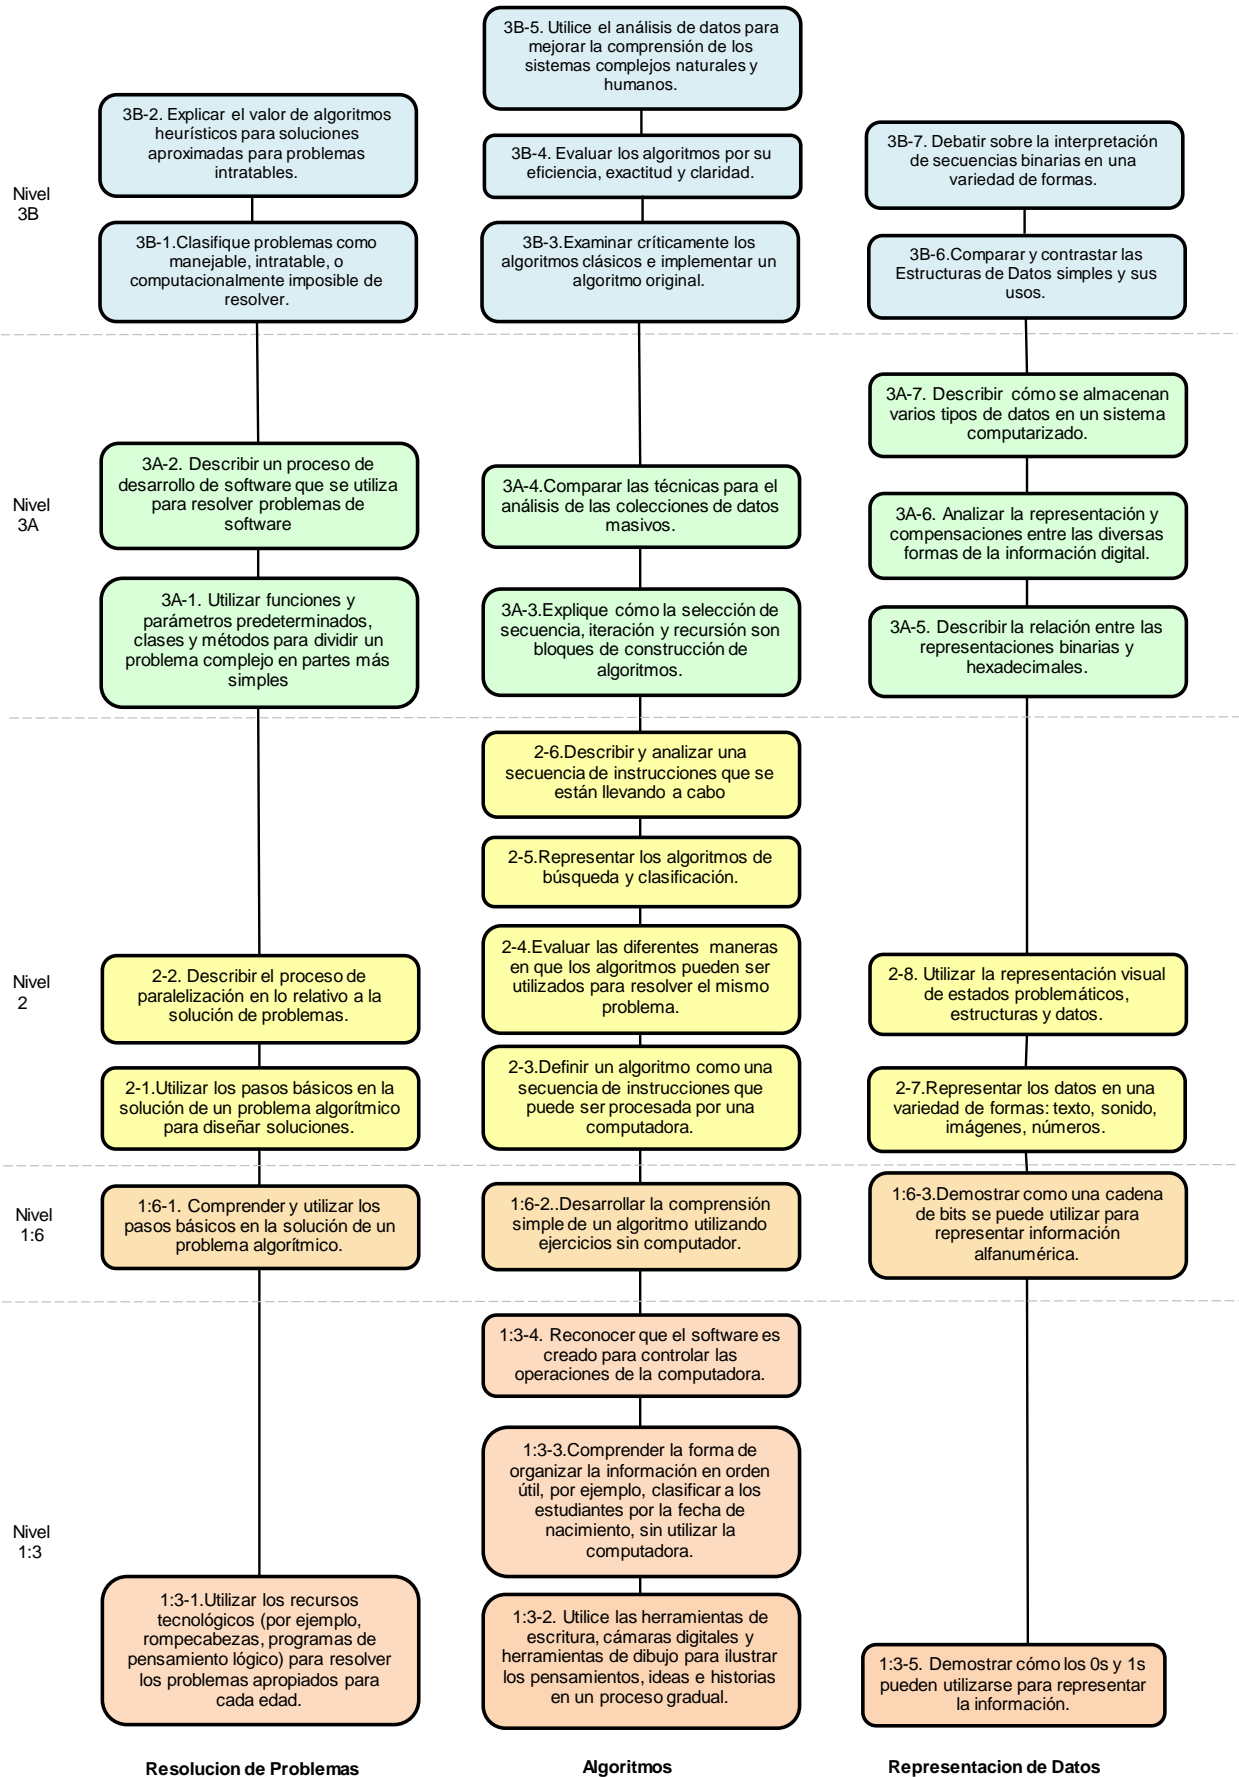 3B-5. Utilice el análisis de datos para
mejorar la comprensión de los
sistemas complejos naturales y
humanos.
3B-2. Explicar el valor de algoritmos
heurísticos para soluciones
aproximadas para problemas
intratables.
3B-4. Evaluar los algoritmos por su
eficiencia, exactitud y claridad.
3B-7. Debatir sobre la interpretación
de secuencias binarias en una
variedad de formas.
Nivel
3B
3B-1.Clasifique problemas como
manejable, intratable, o
computacionalmente imposible de
resolver.
3B-3.Examinar críticamente los
algoritmos clásicos e implementar un
algoritmo original.
3B-6.Comparar y contrastar las
Estructuras de Datos simples y sus
usos.
3A-7. Describir cómo se almacenan
varios tipos de datos en un sistema
computarizado.
Nivel
3A
3A-2. Describir un proceso de
desarrollo de software que se utiliza
para resolver problemas de
software
3A-4.Comparar las técnicas para el
análisis de las colecciones de datos
masivos.
3A-6. Analizar la representación y
compensaciones entre las diversas
formas de la información digital.
3A-1. Utilizar funciones y
parámetros predeterminados,
clases y métodos para dividir un
problema complejo en partes más
simples
3A-3.Explique cómo la selección de
secuencia, iteración y recursión son
bloques de construcción de
algoritmos.
3A-5. Describir la relación entre las
representaciones binarias y
hexadecimales.
2-6.Describir y analizar una
secuencia de instrucciones que se
están llevando a cabo
2-5.Representar los algoritmos de
búsqueda y clasificación.
Nivel
2
2-2. Describir el proceso de
paralelización en lo relativo a la
solución de problemas.
2-4.Evaluar las diferentes maneras
en que los algoritmos pueden ser
utilizados para resolver el mismo
problema.
2-8. Utilizar la representación visual
de estados problemáticos,
estructuras y datos.
2-1.Utilizar los pasos básicos en la
solución de un problema algorítmico
para diseñar soluciones.
2-3.Definir un algoritmo como una
secuencia de instrucciones que
puede ser procesada por una
computadora.
2-7.Representar los datos en una
variedad de formas: texto, sonido,
imágenes, números.
Nivel
1:6
1:6-1. Comprender y utilizar los
pasos básicos en la solución de un
problema algorítmico.
1:6-2..Desarrollar la comprensión
simple de un algoritmo utilizando
ejercicios sin computador.
1:6-3.Demostrar como una cadena
de bits se puede utilizar para
representar información
alfanumérica.
1:3-4. Reconocer que el software es
creado para controlar las
operaciones de la computadora.
1:3-3.Comprender la forma de
organizar la información en orden
útil, por ejemplo, clasificar a los
estudiantes por la fecha de
nacimiento, sin utilizar la
computadora.
Nivel
1:3
1:3-1.Utilizar los recursos
tecnológicos (por ejemplo,
rompecabezas, programas de
pensamiento lógico) para resolver
los problemas apropiados para
cada edad.
1:3-2. Utilice las herramientas de
escritura, cámaras digitales y
herramientas de dibujo para ilustrar
los pensamientos, ideas e historias
en un proceso gradual.
1:3-5. Demostrar cómo los 0s y 1s
pueden utilizarse para representar
la información.
Resolucion de Problemas
Algoritmos
Representacion de Datos